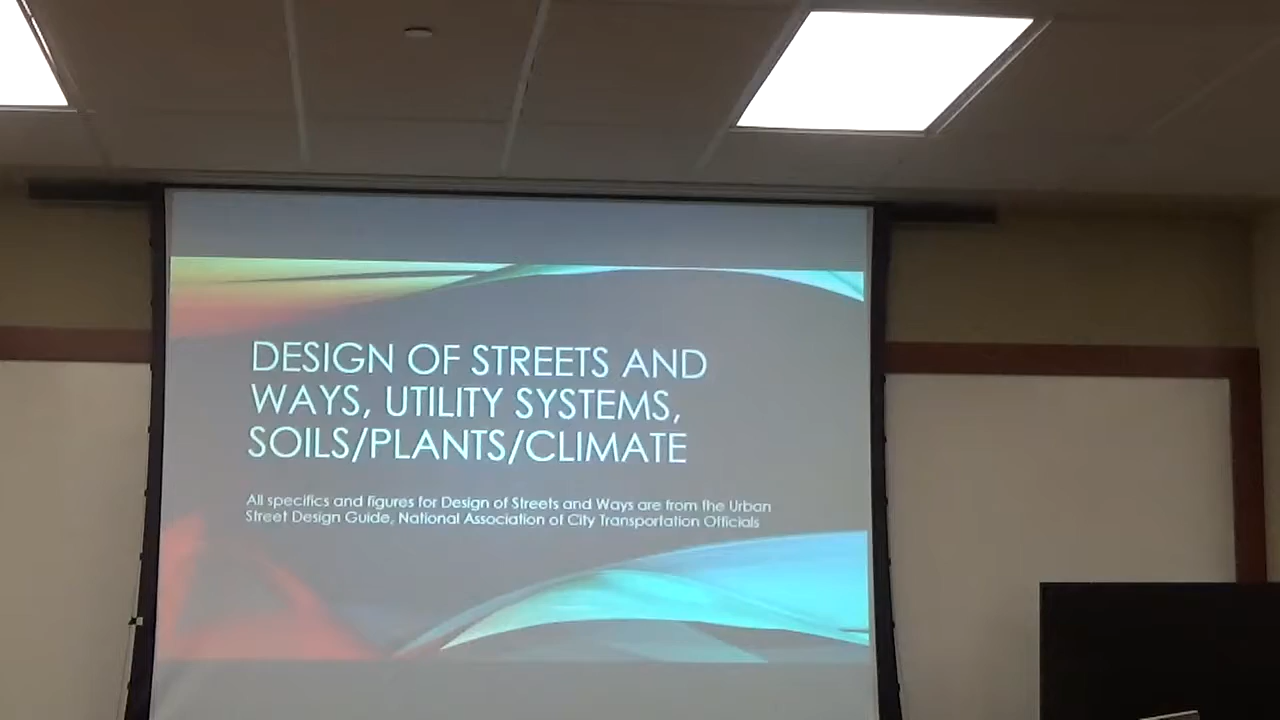 DESIGN OF STREETS AND
WAYS, UTILITY SYSTEMS,
SOILS/PLANTS/CLIMATE
All specifics and figures for Design of Streets and Ways are from the Urban
Street Design Guide, National Association of City Transportation Officials